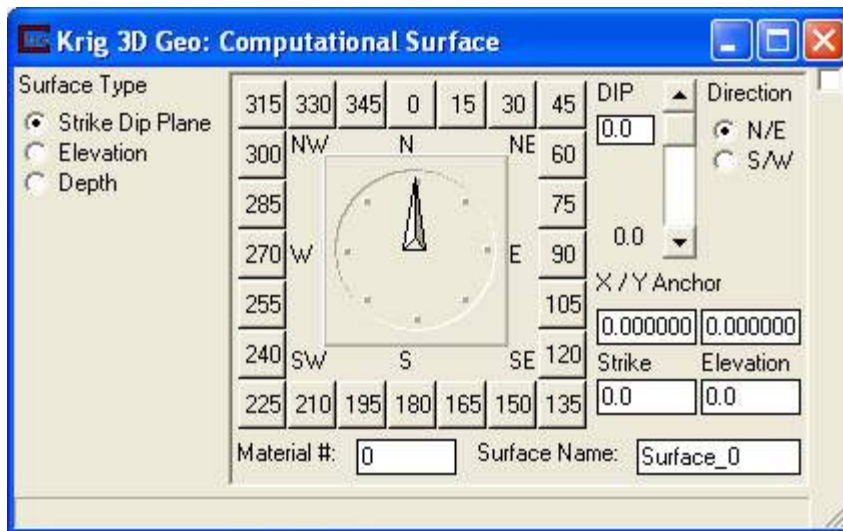 Krig 3D Geo: Computational Surface
Surface Type
Strike Dip Plane
Elevation
Depth
315 330 345 0 15 30 45
300 NW N NE 60
285 75
270 W E 90
255 105
240 SW S SE 120
225 210 195 180 165 150 135
DIP
0.0
0.0
Direction
N/E
S/W
X / Y Anchor
0.000000 0.000000
Strike Elevation
0.0 0.0
Material #: 0 Surface Name: Surface_0